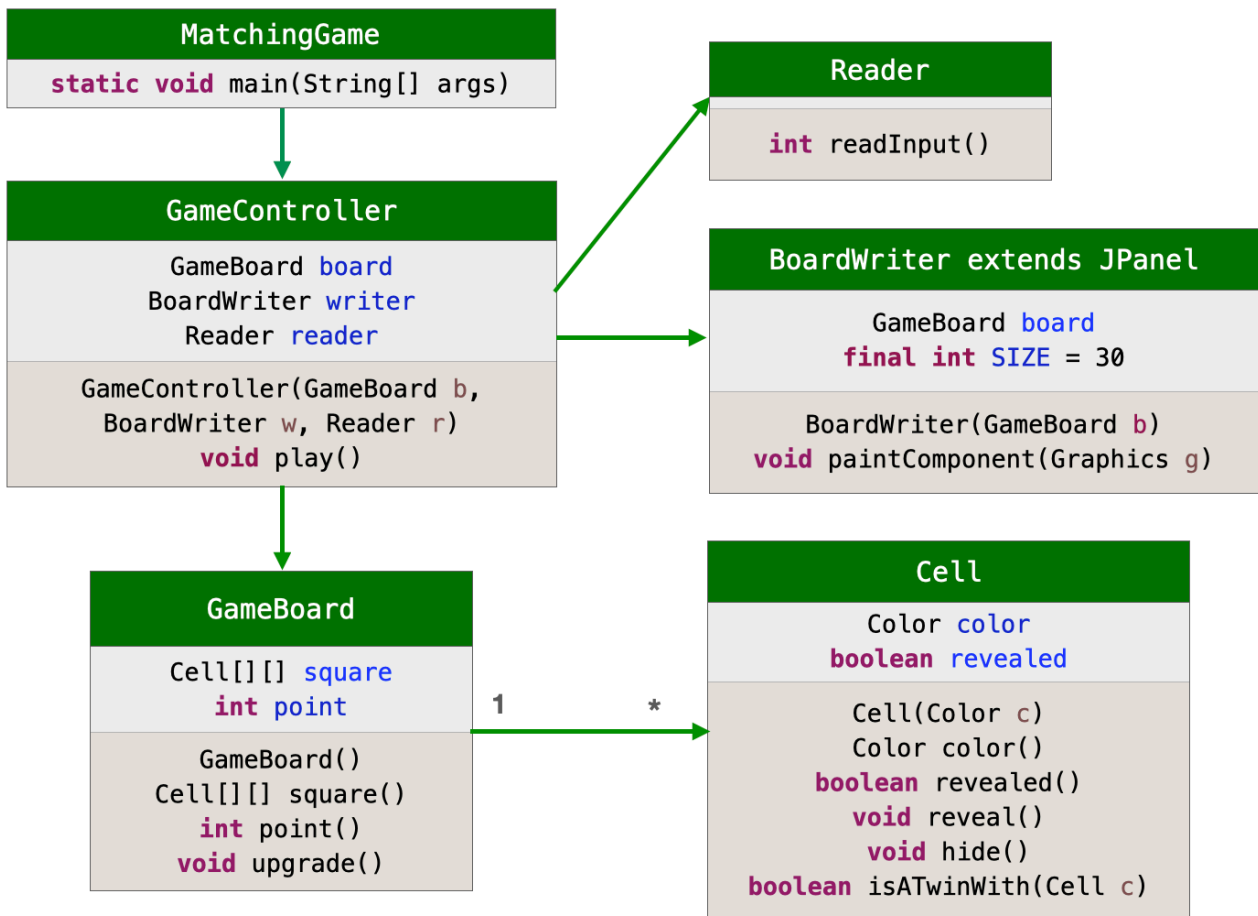 MatchingGame
static void main(String[] args)
GameController
GameBoard board
BoardWriter writer
Reader reader
GameController(GameBoard b,
BoardWriter w, Reader r)
void play()
Reader
int readInput()
BoardWriter extends JPanel
GameBoard board
final int SIZE = 30
BoardWriter(GameBoard b)
void paintComponent(Graphics g)
GameBoard
Cell[][] square
int point
GameBoard()
Cell[][] square()
int point()
void upgrade()
1
*
Cell
Color color
boolean revealed
Cell(Color c)
Color color()
boolean revealed()
void reveal()
void hide()
boolean isATwinWith(Cell c)